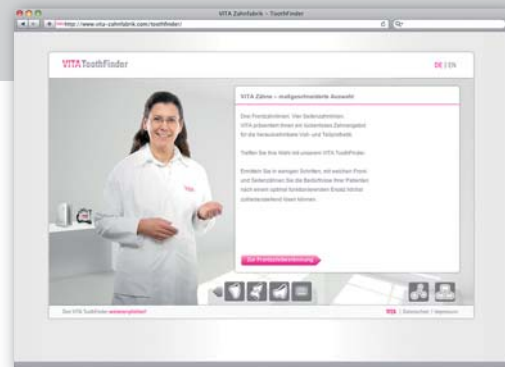 VITA Zahnfabrik – ToothFinder
http://www.vita-zahnfabrik.com/toothfinder/
VITA ToothFinder
DE | EN
VITA Zähne – maßgeschneiderte Auswahl
Drei Frontzahnlinien. Vier Seitenzahnlinien.
VITA präsentiert Ihnen ein lückenloses Zahnangebot
für die herausnehmbare Voll- und Teilprothetik.
Treffen Sie Ihre Wahl mit unserem VITA ToothFinder.
Ermitteln Sie in wenigen Schritten, mit welchen Front-
und Seitenzähnen Sie die Bedürfnisse Ihrer Patienten
nach einem optimal funktionierenden Ersatz höchst
zufriedenstellend lösen können.
Zur Frontzahnbestimmung
Den VITA ToothFinder weiterempfehlen!
VITA | Datenschutz | Impressum